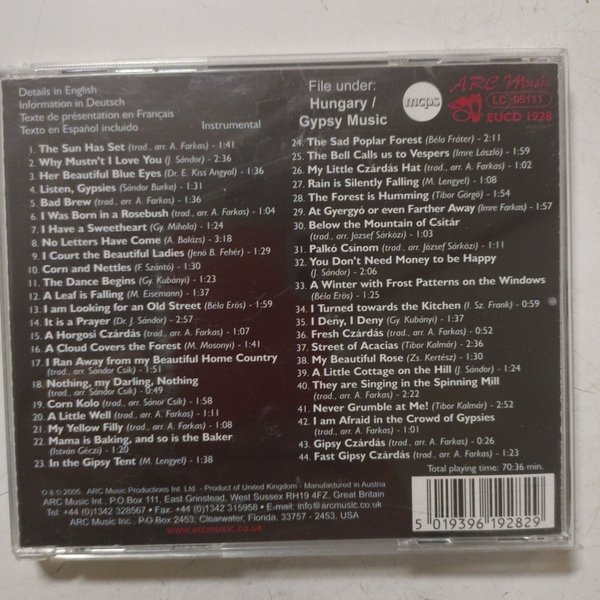 Details in English
Information in Deutsch
Texte de présentation en Français
Texto en Español incluido
Instrumental
File under:
Hungary /
Gypsy Music
mcps
ARC Music
LC 05111
EUCD 1928
1. The Sun Has Set (trad., arr. A. Farkas) - 1:41
2. Why Mustn't I Love You (J. Sándor) - 2:36
3. Her Beautiful Blue Eyes (Dr. E. Kiss Angyal) - 1:36
4. Listen, Gypsies (Sándor Burka) - 1:31
5. Bad Brew (trad., arr. A. Farkas) - 1:36
6. I Was Born in a Rosebush (trad., arr. A. Farkas) - 1:04
7. I Have a Sweetheart (Gy. Mihola) - 1:24
8. No Letters Have Come (A. Balázs) - 3:18
9. I Court the Beautiful Ladies (Jenö B. Fehér) - 1:29
10. Corn and Nettles (F. Szántó) - 1:30
11. The Dance Begins (Gy. Kubányi) - 1:23
12. A Leaf is Falling (M. Eisemann) - 1:37
13. I am Looking for an Old Street (Béla Erös) - 1:59
14. It is a Prayer (Dr. J. Sándor) - 2:57
15. A Horgosi Czárdás (trad., arr. A. Farkas) - 1:07
16. A Cloud Covers the Forest (M. Mosonyi) - 1:41
17. I Ran Away from my Beautiful Home Country
(trad., arr. Sándor Csik) - 1:51
18. Nothing, my Darling, Nothing
(trad., arr. Sándor Csik) - 0:49
19. Corn Kolo (trad., arr. Sánor Csik) - 1:58
20. A Little Well (trad., arr. A. Farkas) - 1:11
21. My Yellow Filly (trad., arr. A. Farkas) - 1:08
22. Mama is Baking, and so is the Baker
(István Géczi) - 1:20
23. In the Gipsy Tent (M. Lengyel) - 1:38
24. The Sad Poplar Forest (Béla Fráter) - 2:11
25. The Bell Calls us to Vespers (Imre László) - 1:59
26. My Little Czárdás Hat (trad., arr. A. Farkas) - 1:02
27. Rain is Silently Falling (M. Lengyel) - 1:08
28. The Forest is Humming (Tibor Görgö) - 1:54
29. At Gyergyó or even Farther Away (Imre Farkas) - 1:57
30. Below the Mountain of Csitár
(trad., arr. József Sárközi) - 1:03
31. Palkó Csinom (trad., arr. József Sárközi) - 1:11
32. You Don't Need Money to be Happy
(J. Sándor) - 2:06
33. A Winter with Frost Patterns on the Windows
(Béla Erös) - 1:25
34. I Turned towards the Kitchen (I. Sz. Frank) - 0:59
35. I Deny, I Deny (Gy. Kubányi) - 1:37
36. Fresh Czárdás (trad., arr. A. Farkas) - 0:52
37. Street of Acacias (Tibor Kalmár) - 2:36
38. My Beautiful Rose (Zs. Kertész) - 3:32
39. A Little Cottage on the Hill (J. Sándor) - 1:24
40. They are Singing in the Spinning Mill
(trad., arr. A. Farkas) - 2:22
41. Never Grumble at Me! (Tibor Kalmár) - 2:52
42. I am Afraid in the Crowd of Gypsies
(trad., arr. A. Farkas) - 1:01
43. Gipsy Czárdás (trad., arr. A. Farkas) - 0:26
44. Fast Gipsy Czárdás (trad., arr. A. Farkas) - 1:23
Total playing time: 70:36 min.
℗ & © 2005, ARC Music Productions Int. Ltd. - Product of United Kingdom - Manufactured in Austria
ARC Music Int., P.O Box 111, East Grinstead, West Sussex RH19 4FZ, Great Britain
Tel: +44 (0)1342 328567 • Fax: +44 (0)1342 315958 • E-mail: info@arcmusic.co.uk
ARC Music Inc., P.O Box 2453, Clearwater, Florida. 33757 - 2453, USA
www.arcmusic.co.uk
5 019396 192829